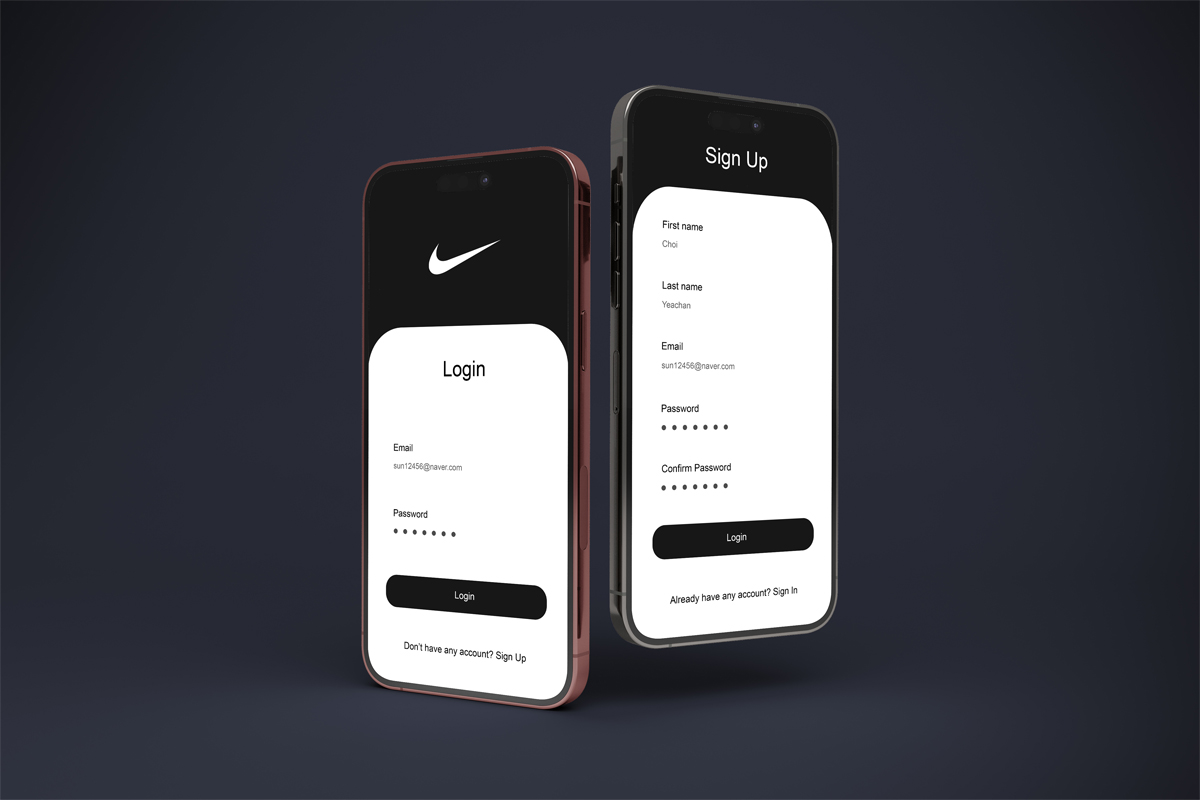 Login
Email
sun12456@naver.com
Password
Login
Don't have any account? Sign Up
Sign Up
First name
Choi
Last name
Yeachan
Email
sun12456@naver.com
Password
Confirm Password
Login
Already have any account? Sign In